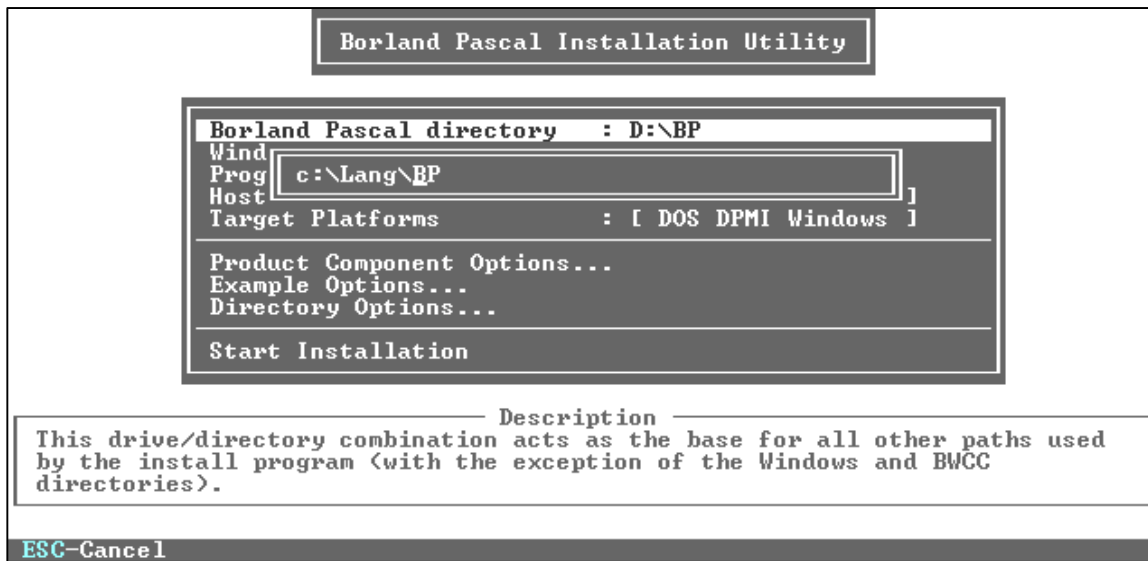 Borland Pascal Installation Utility
Borland Pascal directory : D:\BP
Wind
Prog
c:\Lang\BP
Host ]
Target Platforms : [ DOS DPMI Windows ]
Product Component Options...
Example Options...
Directory Options...
Start Installation
Description
This drive/directory combination acts as the base for all other paths used
by the install program (with the exception of the Windows and BWCC
directories).
ESC-Cancel